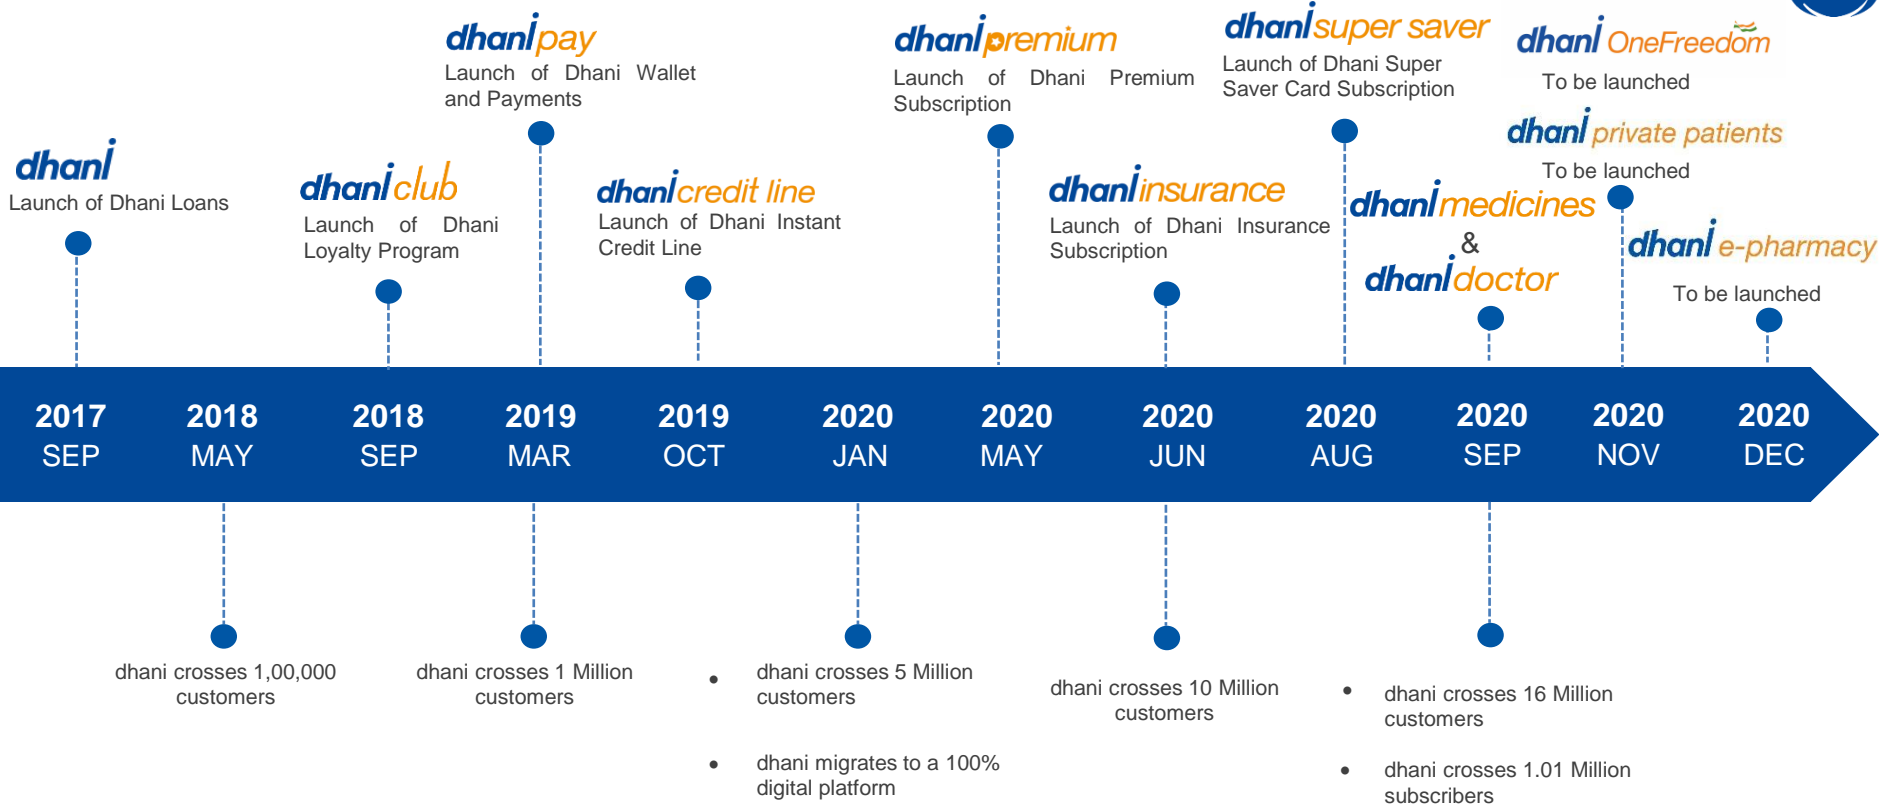 dhani
Launch of Dhani Loans
dhani club
Launch of Dhani
Loyalty Program
dhani pay
Launch of Dhani Wallet
and Payments
dhani credit line
Launch of Dhani Instant
Credit Line
dhani premium
Launch of Dhani Premium
Subscription
dhani insurance
Launch of Dhani Insurance
Subscription
dhani super saver
Launch of Dhani Super
Saver Card Subscription
dhani medicines
&
dhani doctor
dhani OneFreedom
To be launched
dhani private patients
To be launched
dhani e-pharmacy
To be launched
2017
SEP
2018
MAY
2018
SEP
2019
MAR
2019
OCT
2020
JAN
2020
MAY
2020
JUN
2020
AUG
2020
SEP
2020
NOV
2020
DEC
dhani crosses 1,00,000
customers
dhani crosses 1 Million
customers
• dhani crosses 5 Million
customers
• dhani migrates to a 100%
digital platform
dhani crosses 10 Million
customers
• dhani crosses 16 Million
customers
• dhani crosses 1.01 Million
subscribers